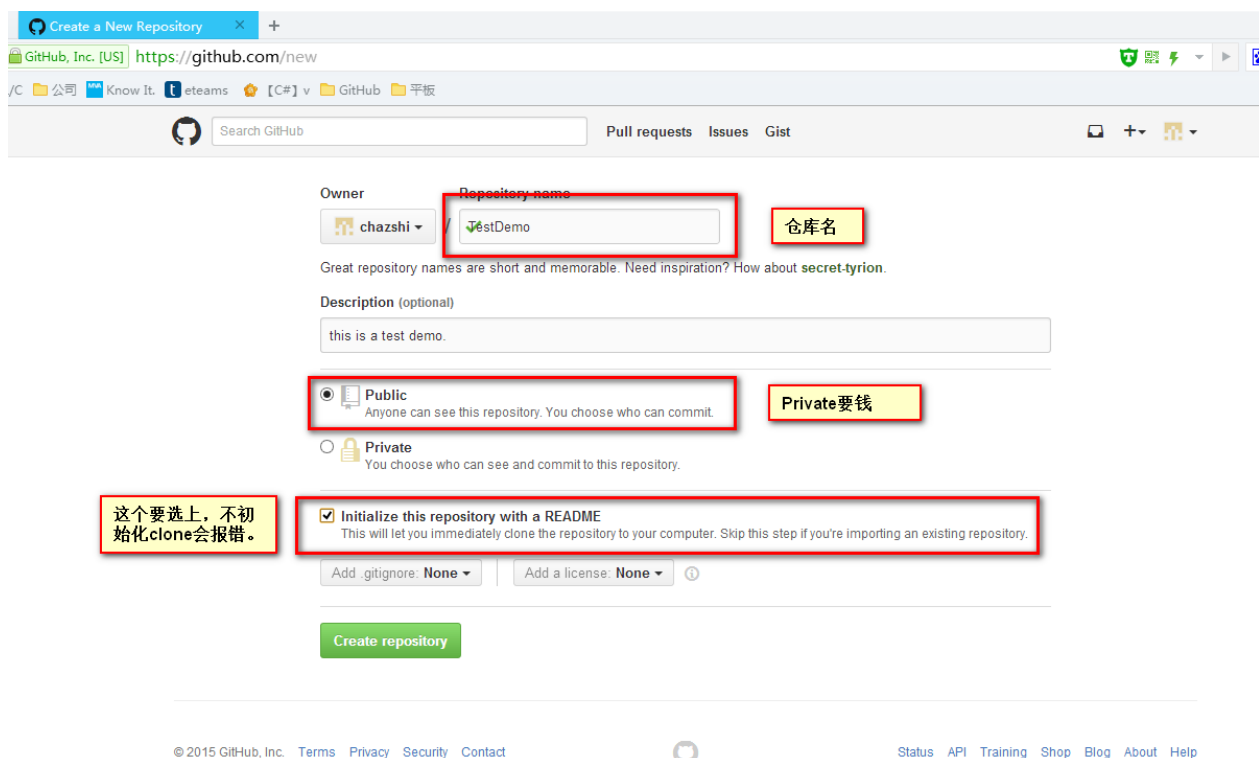 Create a New Repository × +
GitHub, Inc. [US] https://github.com/new
/C 公司 Know It. eteams 【C#】v GitHub 平板
Search GitHub Pull requests Issues Gist
Owner Repository name
chazshi / TestDemo
仓库名
Great repository names are short and memorable. Need inspiration? How about secret-tyrion.
Description (optional)
this is a test demo.
Public
Anyone can see this repository. You choose who can commit.
Private要钱
Private
You choose who can see and commit to this repository.
这个要选上，不初
始化clone会报错。
Initialize this repository with a README
This will let you immediately clone the repository to your computer. Skip this step if you're importing an existing repository.
Add .gitignore: None Add a license: None
Create repository
© 2015 GitHub, Inc. Terms Privacy Security Contact Status API Training Shop Blog About Help